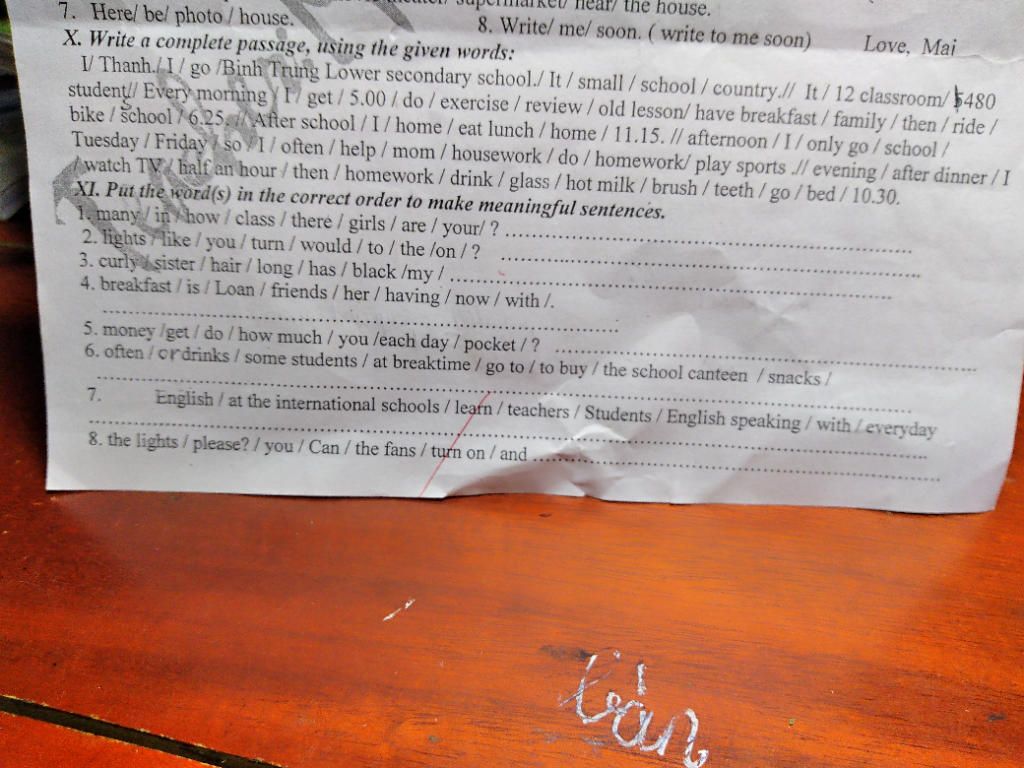 supermarket/ near/ the house.
7. Here/ be/ photo / house.
8. Write/ me/ soon. ( write to me soon)
Love, Mai
X. Write a complete passage, using the given words:
I/ Thanh./ I / go /Binh Trung Lower secondary school./ It / small / school / country.// It / 12 classroom/ 480
student// Every morning / I / get / 5.00 / do / exercise / review / old lesson/ have breakfast / family / then / ride /
bike / school / 6.25. // After school / I / home / eat lunch / home / 11.15. // afternoon / I / only go / school /
Tuesday / Friday / so / I / often / help / mom / housework / do / homework/ play sports .// evening / after dinner / I
/ watch TV / half an hour / then / homework / drink / glass / hot milk / brush / teeth / go / bed / 10.30.
XI. Put the word(s) in the correct order to make meaningful sentences.
1. many / in / how / class / there / girls / are / your/ ?
2. lights / like / you / turn / would / to / the /on / ?
3. curly / sister / hair / long / has / black /my /
4. breakfast / is / Loan / friends / her / having / now / with /.
5. money /get / do / how much / you /each day / pocket / ?
6. often / or drinks / some students / at breaktime / go to / to buy / the school canteen / snacks /
7. English / at the international schools / learn / teachers / Students / English speaking / with / everyday
8. the lights / please? / you / Can / the fans / turn on / and